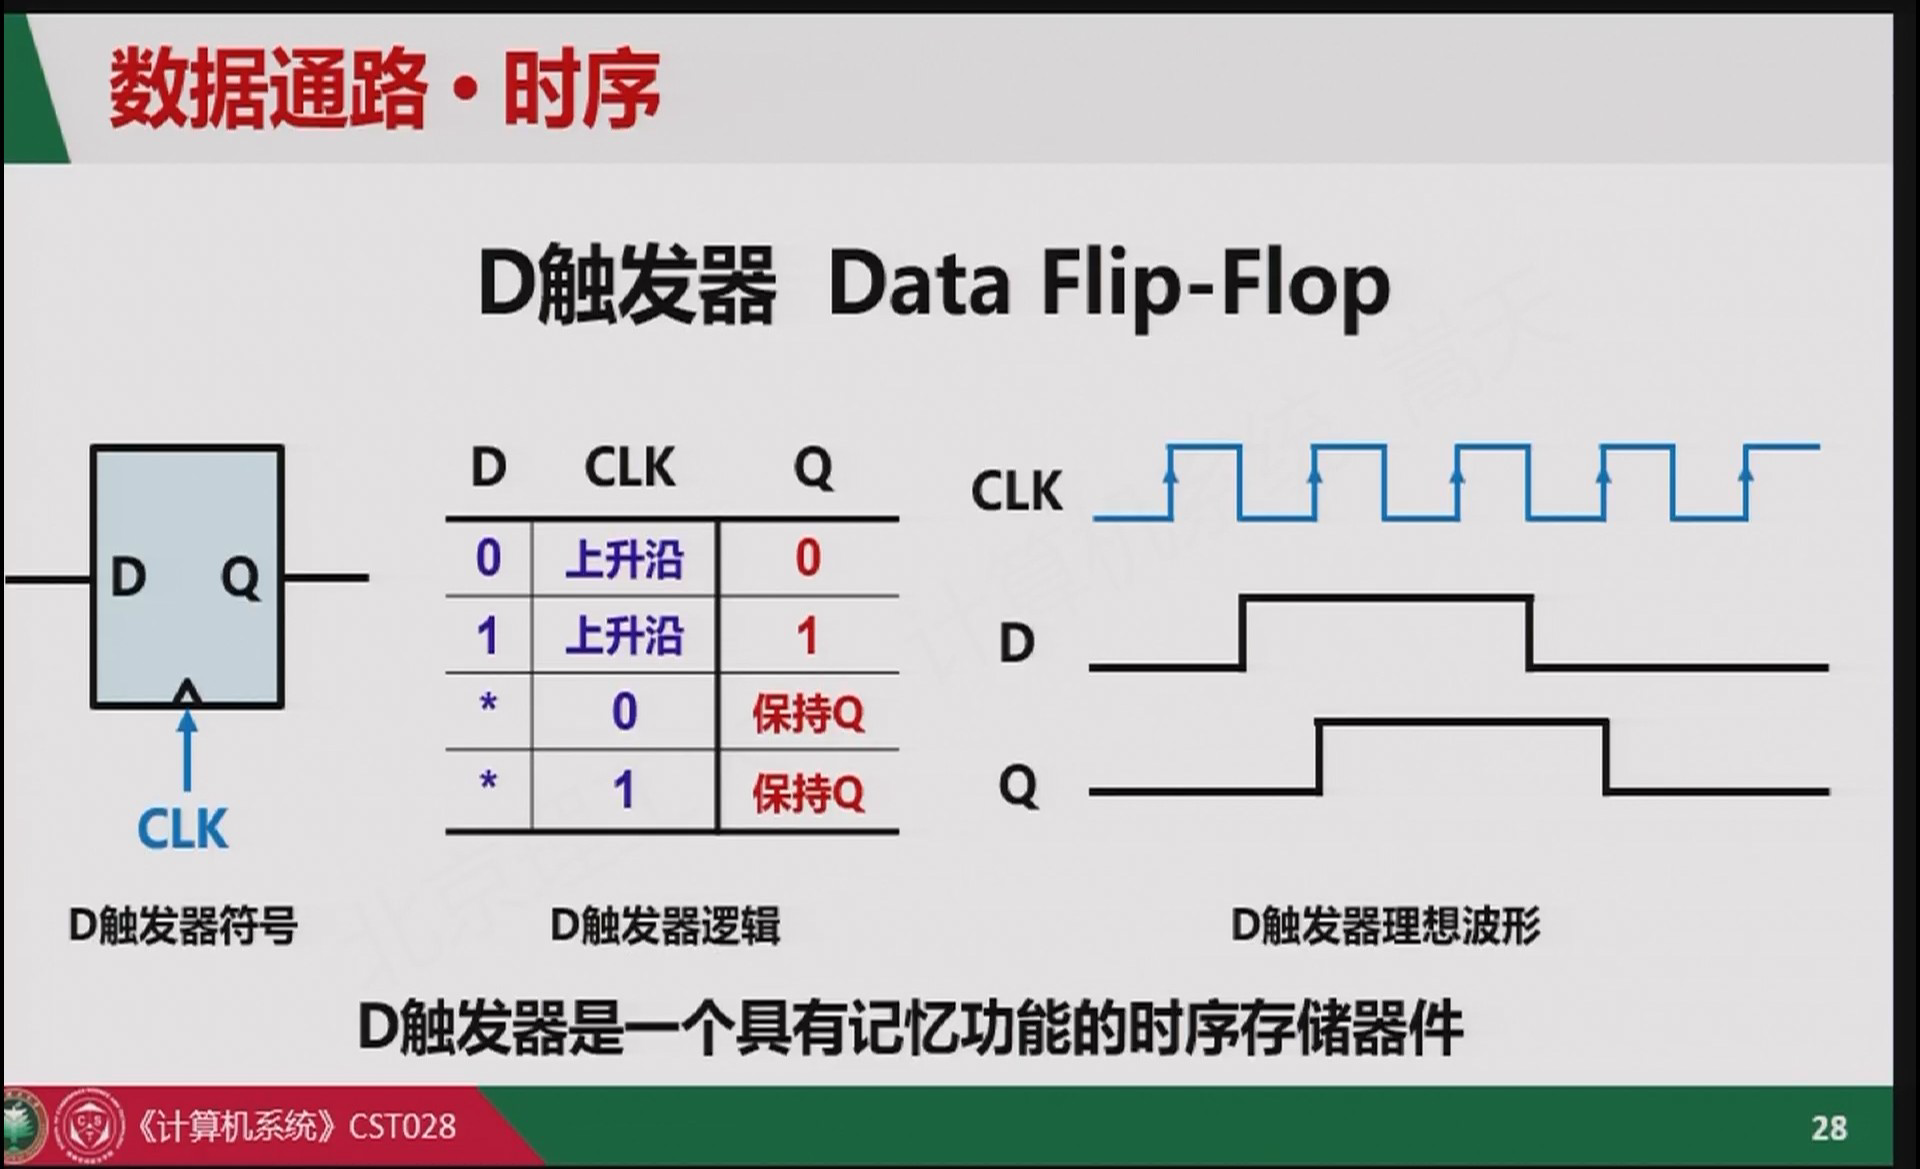 数据通路·时序
D触发器 Data Flip-Flop
D Q
CLK
D触发器符号
D CLK Q
0 上升沿 0
1 上升沿 1
* 0 保持Q
* 1 保持Q
D触发器逻辑
CLK
D
Q
D触发器理想波形
D触发器是一个具有记忆功能的时序存储器件
《计算机系统》CST028
28